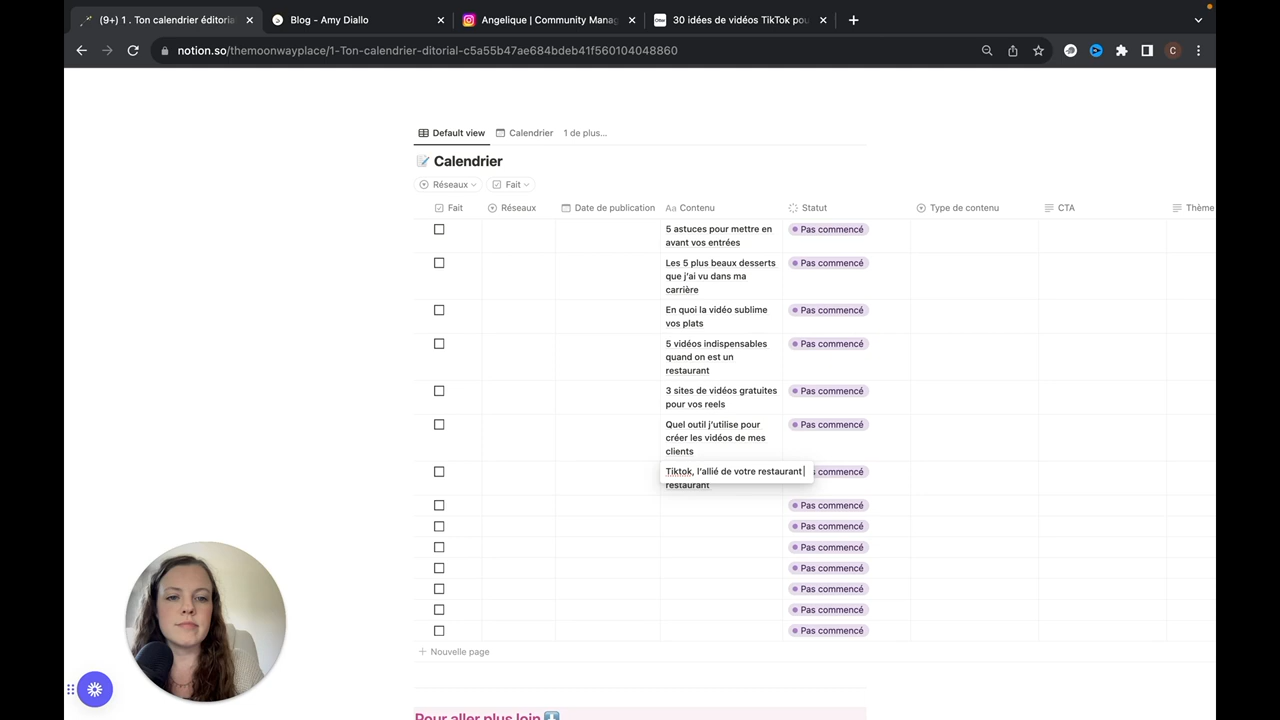 (9+) 1 . Ton calendrier éditoria
Blog - Amy Diallo
Angelique | Community Manag
30 idées de vidéos TikTok pou
notion.so/themoonwayplace/1-Ton-calendrier-ditorial-c5a55b47ae684bdeb41f560104048860
C
Default view
Calendrier
1 de plus...
Calendrier
Réseaux
Fait
Fait
Réseaux
Date de publication
Aa Contenu
Statut
Type de contenu
CTA
Thème
5 astuces pour mettre en
avant vos entrées
Pas commencé
Les 5 plus beaux desserts
que j'ai vu dans ma
carrière
Pas commencé
En quoi la vidéo sublime
vos plats
Pas commencé
5 vidéos indispensables
quand on est un
restaurant
Pas commencé
3 sites de vidéos gratuites
pour vos reels
Pas commencé
Quel outil j'utilise pour
créer les vidéos de mes
clients
Pas commencé
Tiktok, l'allié de votre restaurant
restaurant
s commencé
Pas commencé
Pas commencé
Pas commencé
Pas commencé
Pas commencé
Pas commencé
Pas commencé
+ Nouvelle page
Pour aller plus loin